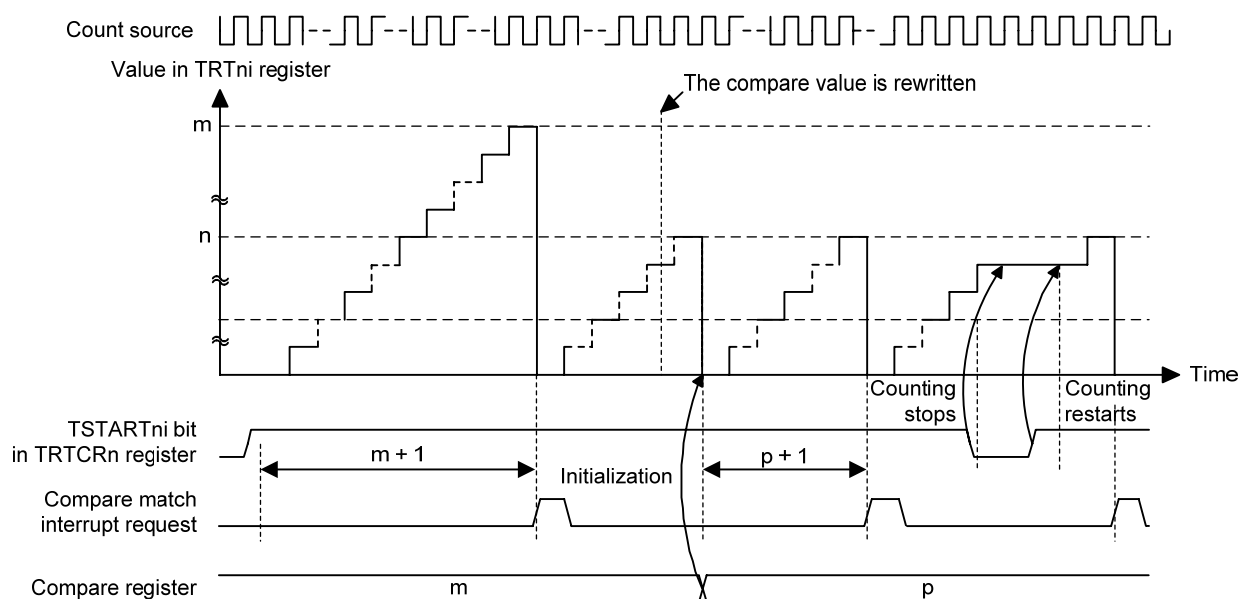 Count source
Value in TRTni register
The compare value is rewritten
m
n
Time
Counting
stops
Counting
restarts
TSTARTni bit
in TRTCRn register
m + 1
Initialization
p + 1
Compare match
interrupt request
Compare register
m
p